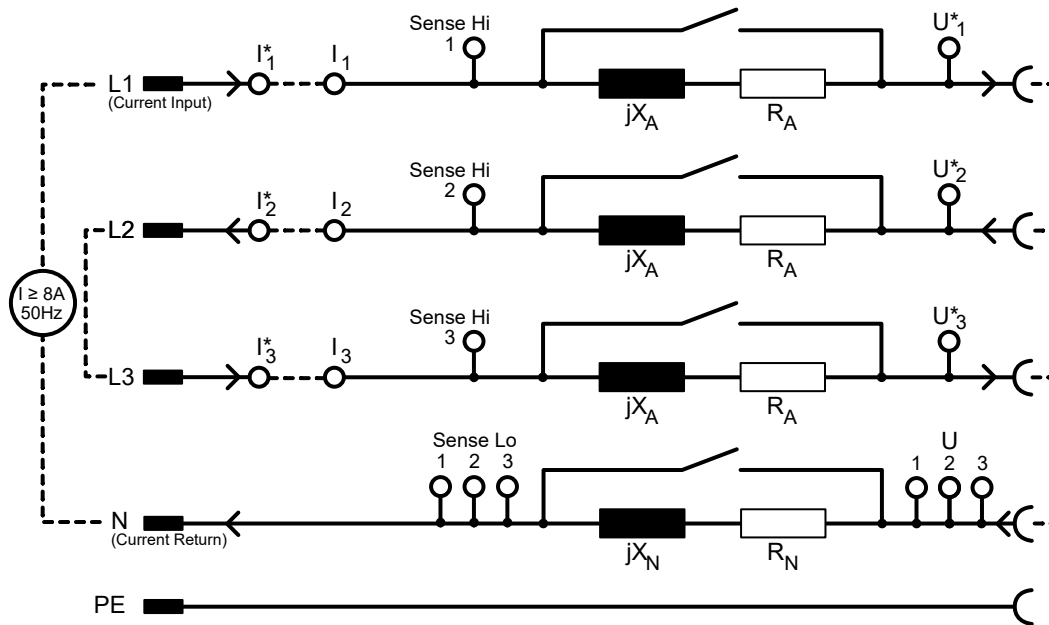 Sense Hi
1
U*1
I*1
I1
L1
(Current Input)
jXA
RA
Sense Hi
2
U*2
I*2
I2
L2
jXA
RA
I ≥ 8A
50Hz
Sense Hi
3
U*3
I*3
I3
L3
jXA
RA
Sense Lo
1 2 3
U
1 2 3
N
(Current Return)
jXN
RN
PE